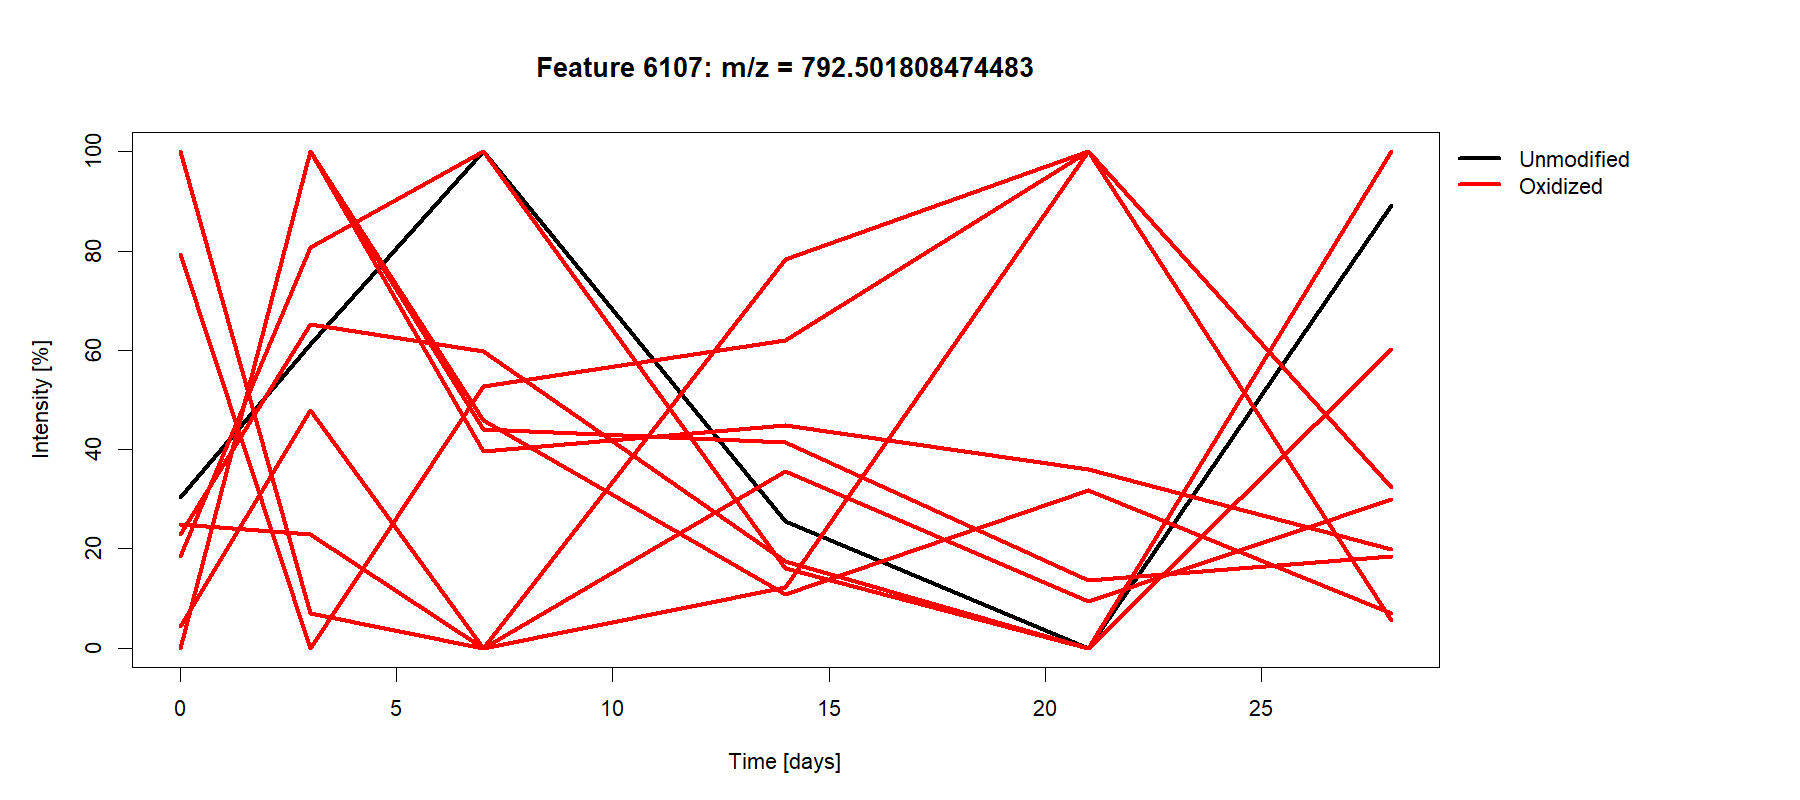 Feature 6107: m/z = 792.501808474483
Unmodified
Oxidized
100
80
60
40
20
0
Intensity [%]
0 5 10 15 20 25
Time [days]